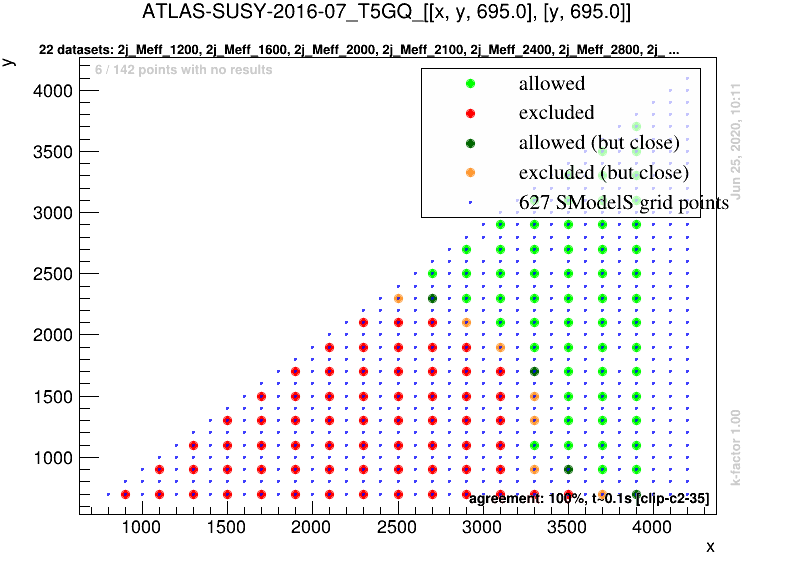 ATLAS-SUSY-2016-07_T5GQ_[[x, y, 695.0], [y, 695.0]]
22 datasets: 2j_Meff_1200, 2j_Meff_1600, 2j_Meff_2000, 2j_Meff_2100, 2j_Meff_2400, 2j_Meff_2800, 2j_ ...
y
6 / 142 points with no results
allowed
excluded
allowed (but close)
excluded (but close)
627 SModelS grid points
4000
3500
3000
2500
2000
1500
1000
Jun 25, 2020, 10:11
k-factor 1.00
agreement: 100%, t~0.1s [clip-c2-35]
1000 1500 2000 2500 3000 3500 4000
x